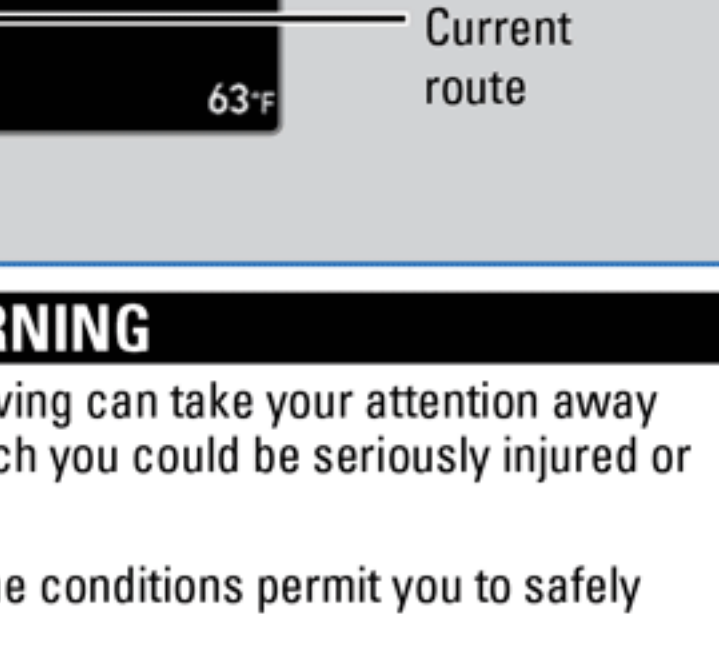 Current
route
63°F
RNING
ving can take your attention away
ch you could be seriously injured or
e conditions permit you to safely